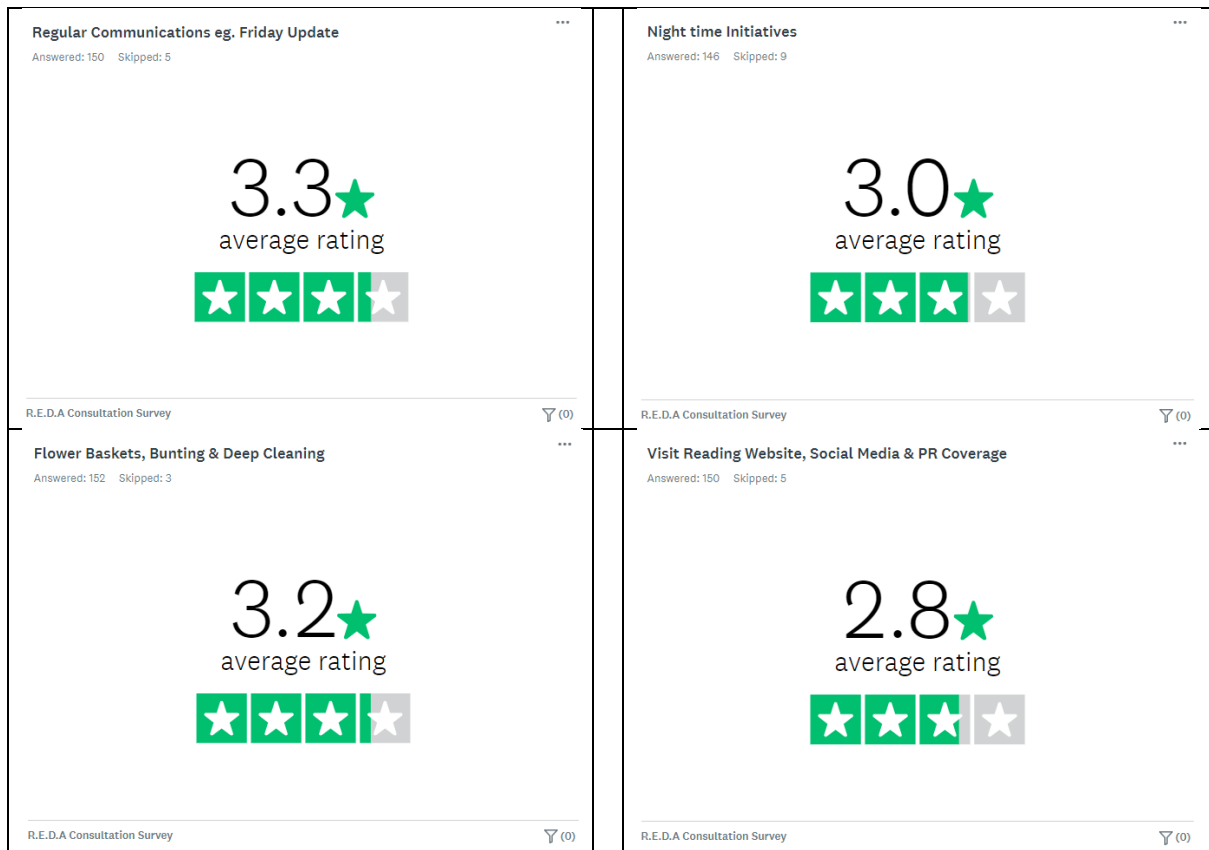 Regular Communications eg. Friday Update
...
Answered: 150 Skipped: 5
3.3
average rating
R.E.D.A Consultation Survey
(0)
Night time Initiatives
...
Answered: 146 Skipped: 9
3.0
average rating
R.E.D.A Consultation Survey
(0)
Flower Baskets, Bunting & Deep Cleaning
...
Answered: 152 Skipped: 3
3.2
average rating
R.E.D.A Consultation Survey
(0)
Visit Reading Website, Social Media & PR Coverage
...
Answered: 150 Skipped: 5
2.8
average rating
R.E.D.A Consultation Survey
(0)